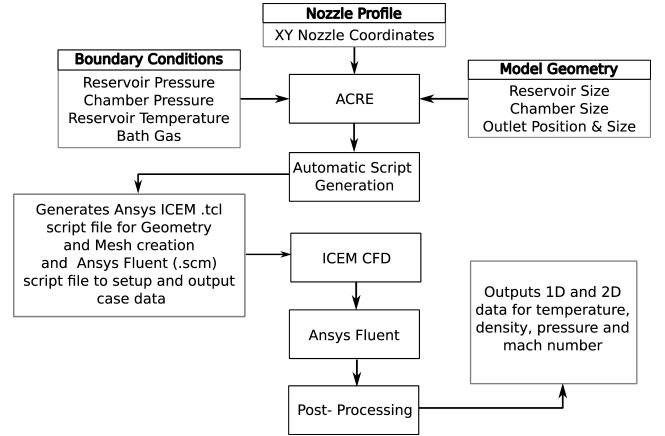 Nozzle Profile
XY Nozzle Coordinates
Boundary Conditions
Reservoir Pressure
Chamber Pressure
Reservoir Temperature
Bath Gas
ACRE
Model Geometry
Reservoir Size
Chamber Size
Outlet Position & Size
Automatic Script
Generation
Generates Ansys ICEM .tcl
script file for Geometry
and Mesh creation
and Ansys Fluent (.scm)
script file to setup and output
case data
ICEM CFD
Ansys Fluent
Post- Processing
Outputs 1D and 2D
data for temperature,
density, pressure and
mach number